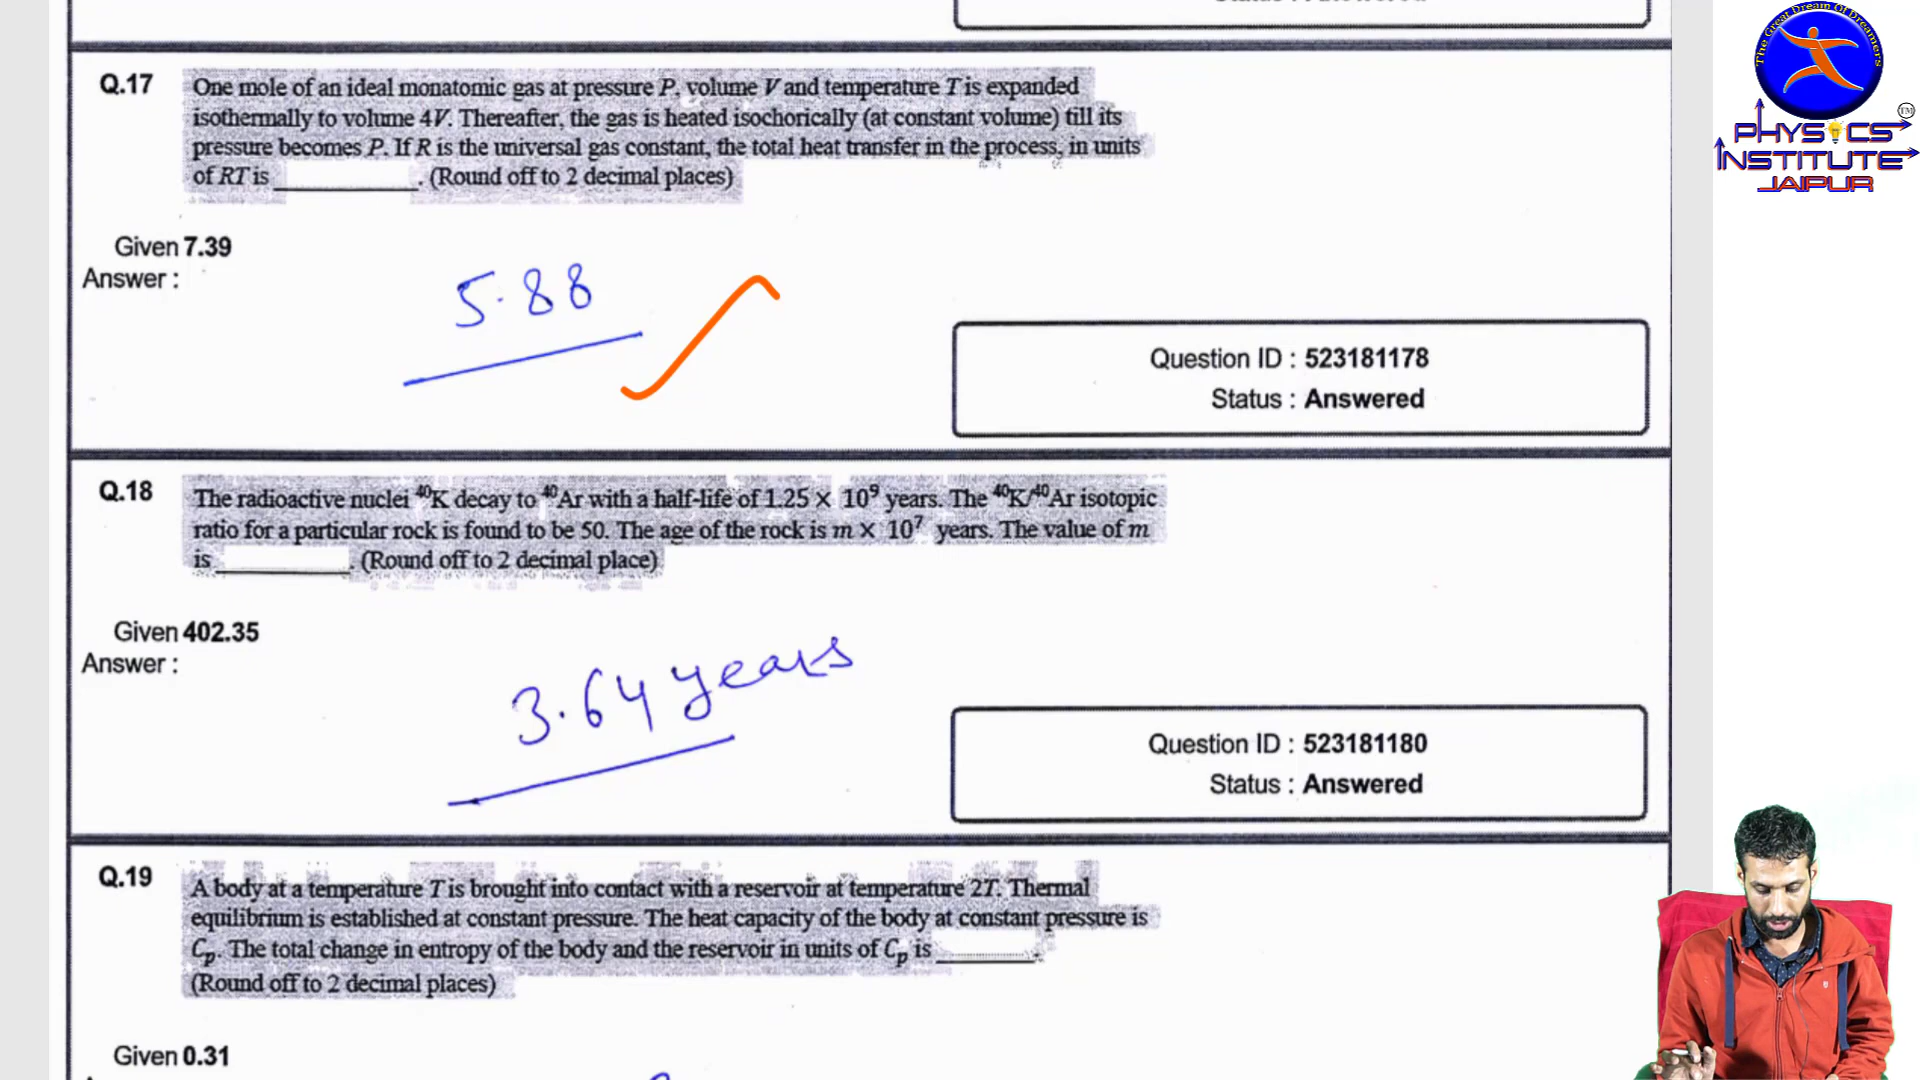 The Great Dream Of Dreamers
TM
PHYSICS
INSTITUTE
JAIPUR
Q.17 One mole of an ideal monatomic gas at pressure P, volume V and temperature T is expanded
isothermally to volume 4V. Thereafter, the gas is heated isochorically (at constant volume) till its
pressure becomes P. If R is the universal gas constant, the total heat transfer in the process, in units
of RT is ____________. (Round off to 2 decimal places)
Given 7.39
Answer :
5.88
Question ID : 523181178
Status : Answered
Q.18 The radioactive nuclei ⁴⁰K decay to ⁴⁰Ar with a half-life of 1.25 × 10⁹ years. The ⁴⁰K/⁴⁰Ar isotopic
ratio for a particular rock is found to be 50. The age of the rock is m × 10⁷ years. The value of m
is ____________. (Round off to 2 decimal place)
Given 402.35
Answer :
3.64 years
Question ID : 523181180
Status : Answered
Q.19 A body at a temperature T is brought into contact with a reservoir at temperature 2T. Thermal
equilibrium is established at constant pressure. The heat capacity of the body at constant pressure is
Cₚ. The total change in entropy of the body and the reservoir in units of Cₚ is ________.
(Round off to 2 decimal places)
Given 0.31